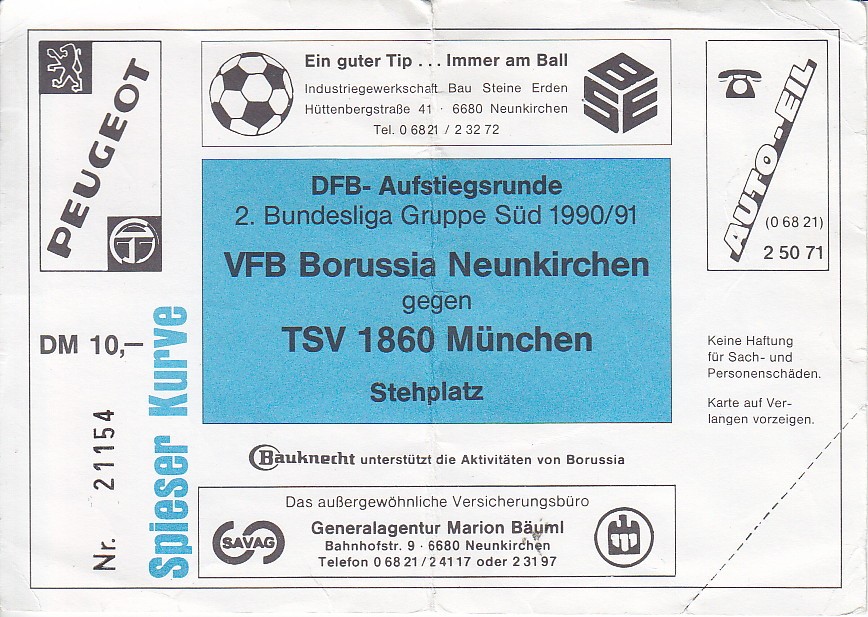 PEUGEOT
Ein guter Tip . . . Immer am Ball
Industriegewerkschaft Bau Steine Erden
Hüttenbergstraße 41 · 6680 Neunkirchen
Tel. 0 68 21 / 2 32 72
BSE
AUTO-EIL
(0 68 21)
2 50 71
DFB- Aufstiegsrunde
2. Bundesliga Gruppe Süd 1990/91
VFB Borussia Neunkirchen
gegen
TSV 1860 München
Stehplatz
DM 10,–
Nr. 21154
Spieser Kurve
Keine Haftung
für Sach- und
Personenschäden.
Karte auf Ver-
langen vorzeigen.
Bauknecht unterstützt die Aktivitäten von Borussia
Das außergewöhnliche Versicherungsbüro
SAVAG
Generalagentur Marion Bäuml
Bahnhofstr. 9 · 6680 Neunkirchen
Telefon 0 68 21 / 2 41 17 oder 2 31 97